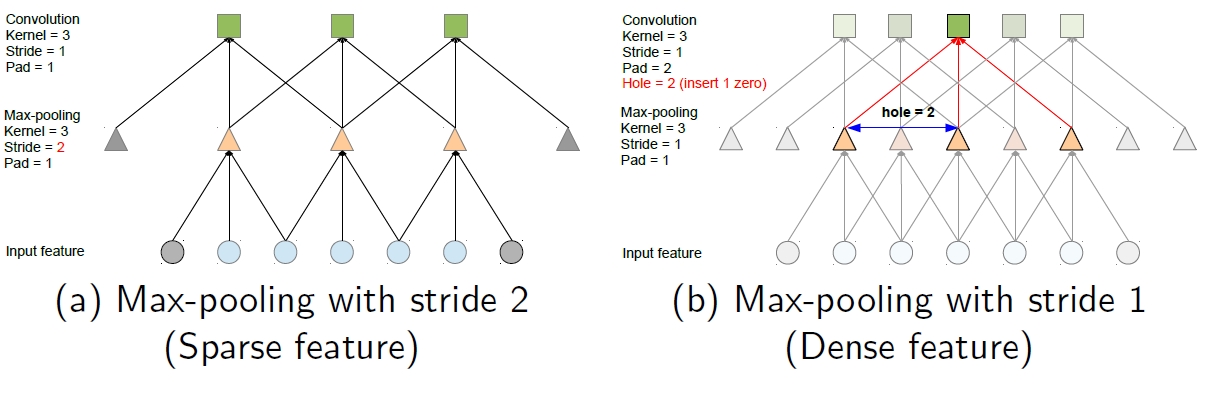 Convolution
Kernel = 3
Stride = 1
Pad = 1
Max-pooling
Kernel = 3
Stride = 2
Pad = 1
Input feature
(a) Max-pooling with stride 2
(Sparse feature)
Convolution
Kernel = 3
Stride = 1
Pad = 2
Hole = 2 (insert 1 zero)
Max-pooling
Kernel = 3
Stride = 1
Pad = 1
hole = 2
Input feature
(b) Max-pooling with stride 1
(Dense feature)